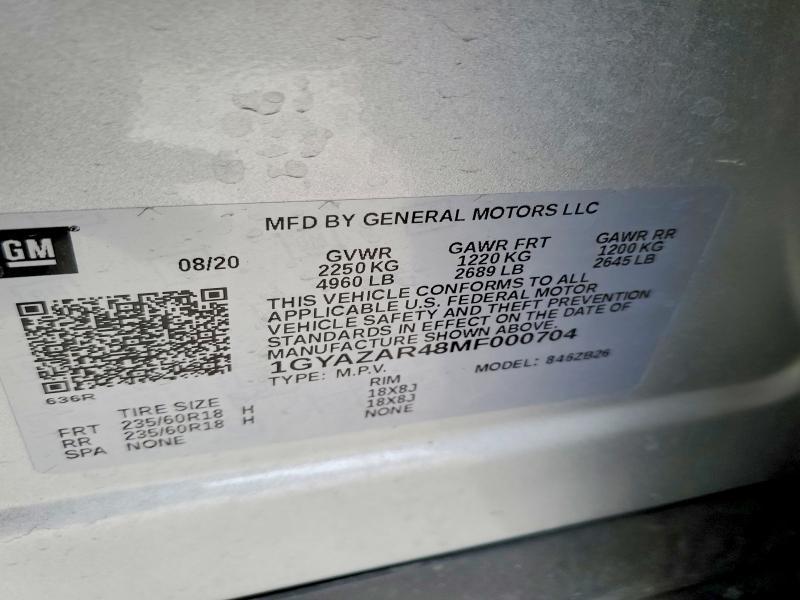 MFD BY GENERAL MOTORS LLC
GM
08/20
GVWR
2250 KG
4960 LB
GAWR FRT
1220 KG
2689 LB
GAWR RR
1200 KG
2645 LB
THIS VEHICLE CONFORMS TO ALL
APPLICABLE U.S. FEDERAL MOTOR
VEHICLE SAFETY AND THEFT PREVENTION
STANDARDS IN EFFECT ON THE DATE OF
MANUFACTURE SHOWN ABOVE.
1GYAZAR48MF000704
TYPE: M.P.V.
MODEL: 846ZB26
636R
TIRE SIZE
RIM
FRT 235/60R18 H 18X8J
RR 235/60R18 H 18X8J
SPA NONE NONE